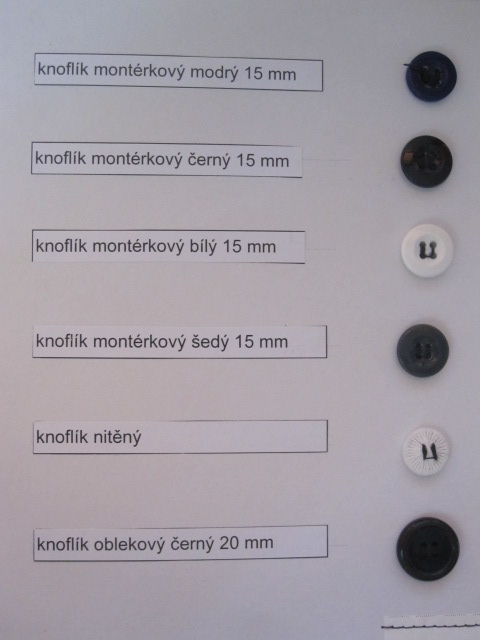 knoflík montérkový modrý 15 mm
knoflík montérkový černý 15 mm
knoflík montérkový bílý 15 mm
knoflík montérkový šedý 15 mm
knoflík nitěný
knoflík oblekový černý 20 mm